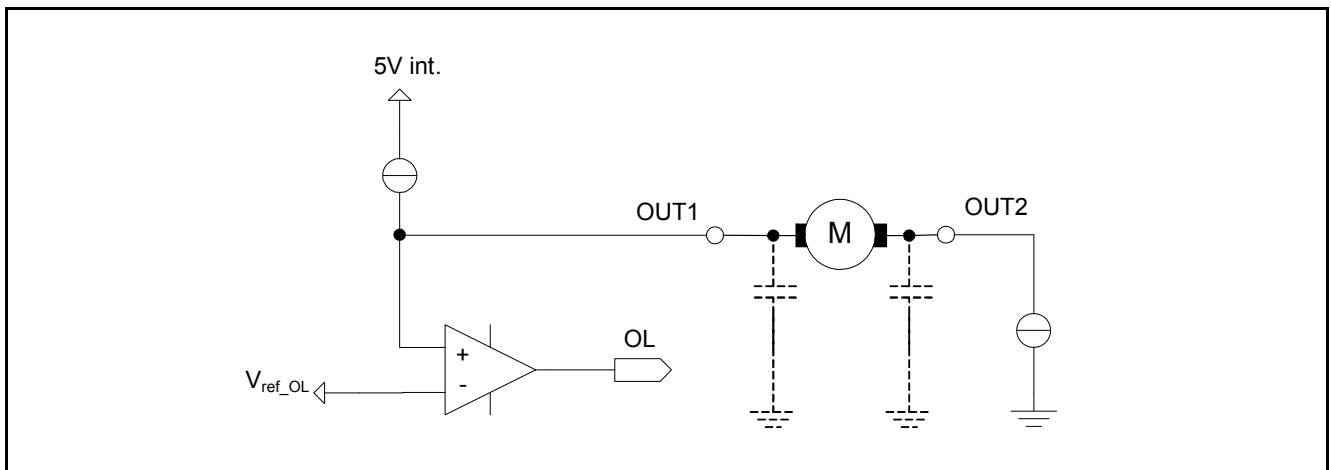 5V int.
OUT1
M
OUT2
+
-
OL
Vref_OL